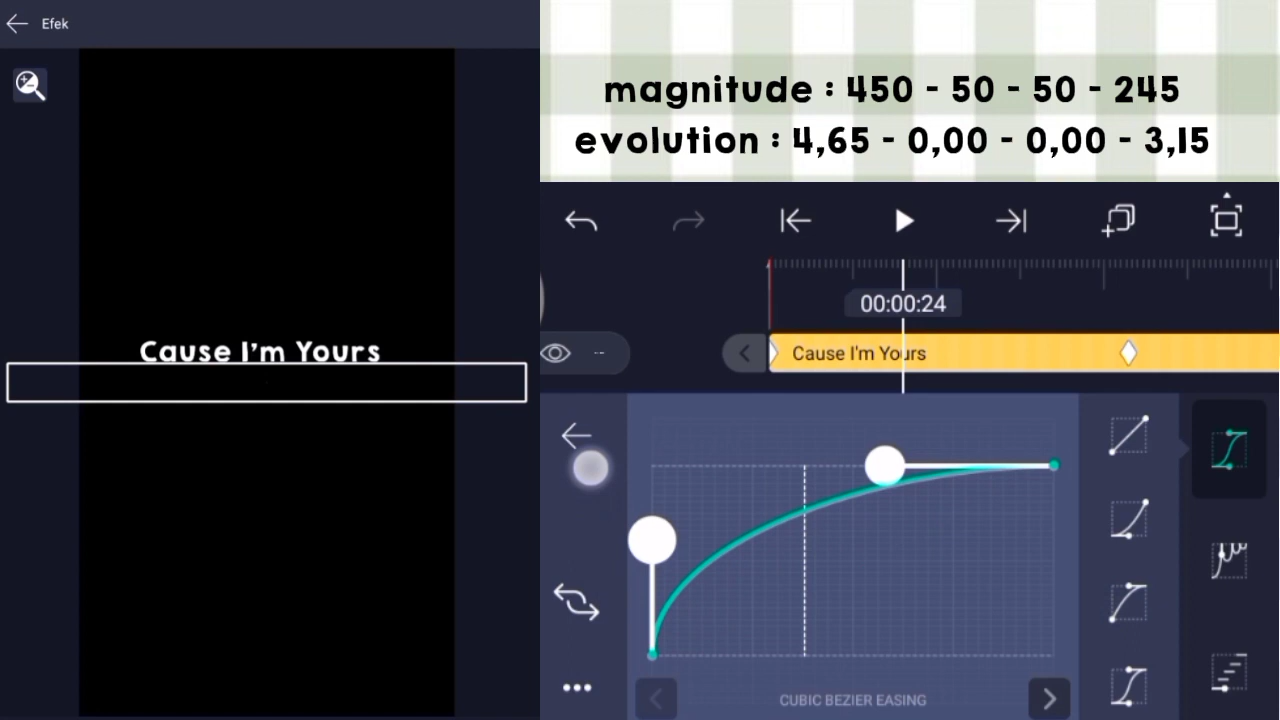 Efek
Cause I'm Yours
magnitude : 450 - 50 - 50 - 245
evolution : 4,65 - 0,00 - 0,00 - 3,15
00:00:24
Cause I'm Yours
CUBIC BEZIER EASING